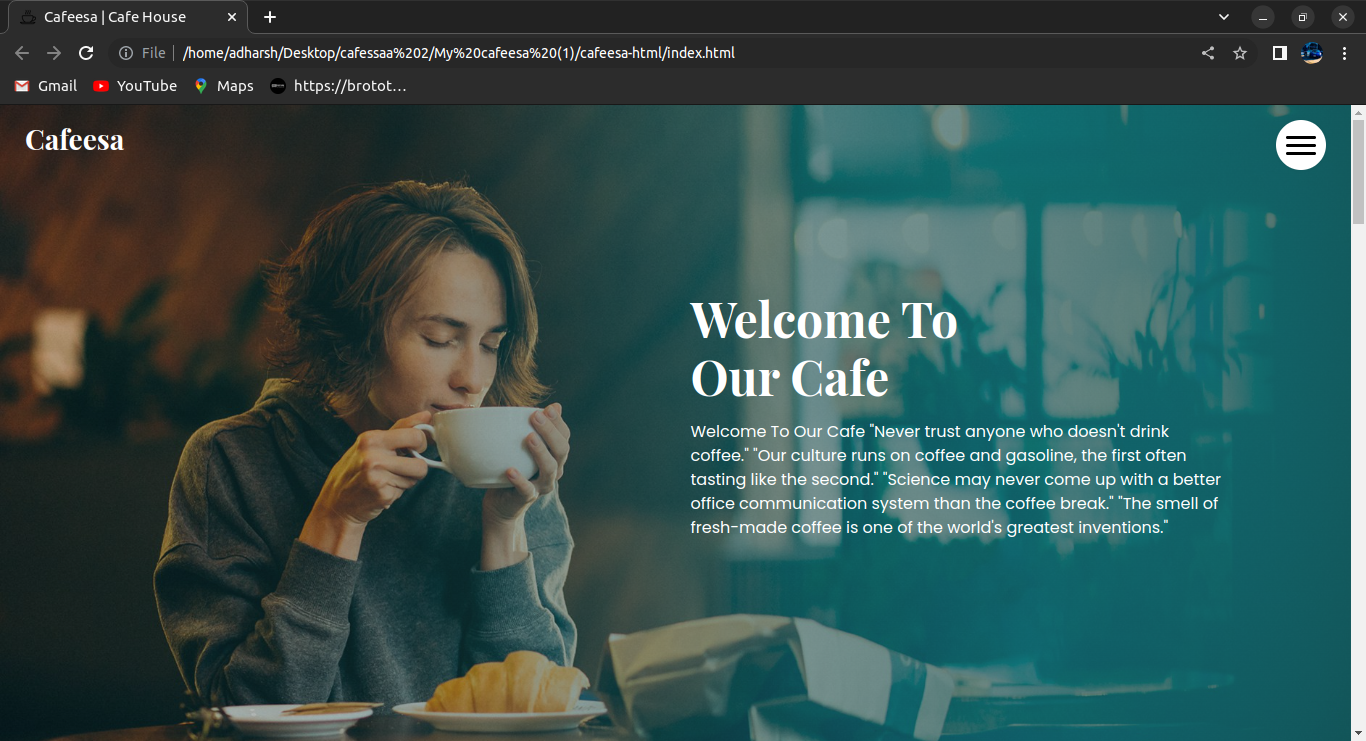 Cafeesa | Cafe House
File
/home/adharsh/Desktop/cafessaa%202/My%20cafeesa%20(1)/cafeesa-html/index.html
Gmail
YouTube
Maps
https://brotot…
Cafeesa
Welcome To
Our Cafe
Welcome To Our Cafe "Never trust anyone who doesn't drink
coffee." "Our culture runs on coffee and gasoline, the first often
tasting like the second." "Science may never come up with a better
office communication system than the coffee break." "The smell of
fresh-made coffee is one of the world's greatest inventions."